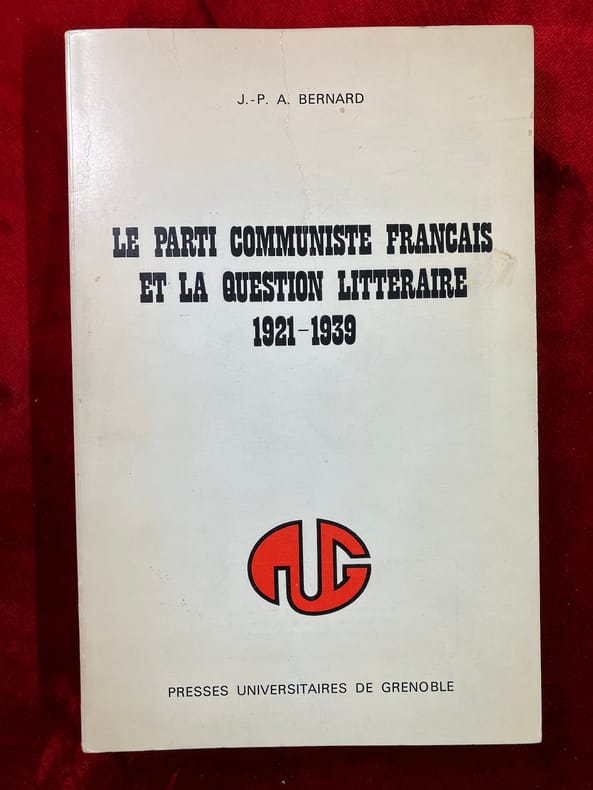 J.-P. A. BERNARD
LE PARTI COMMUNISTE FRANCAIS
ET LA QUESTION LITTERAIRE
1921-1939
PUG
PRESSES UNIVERSITAIRES DE GRENOBLE